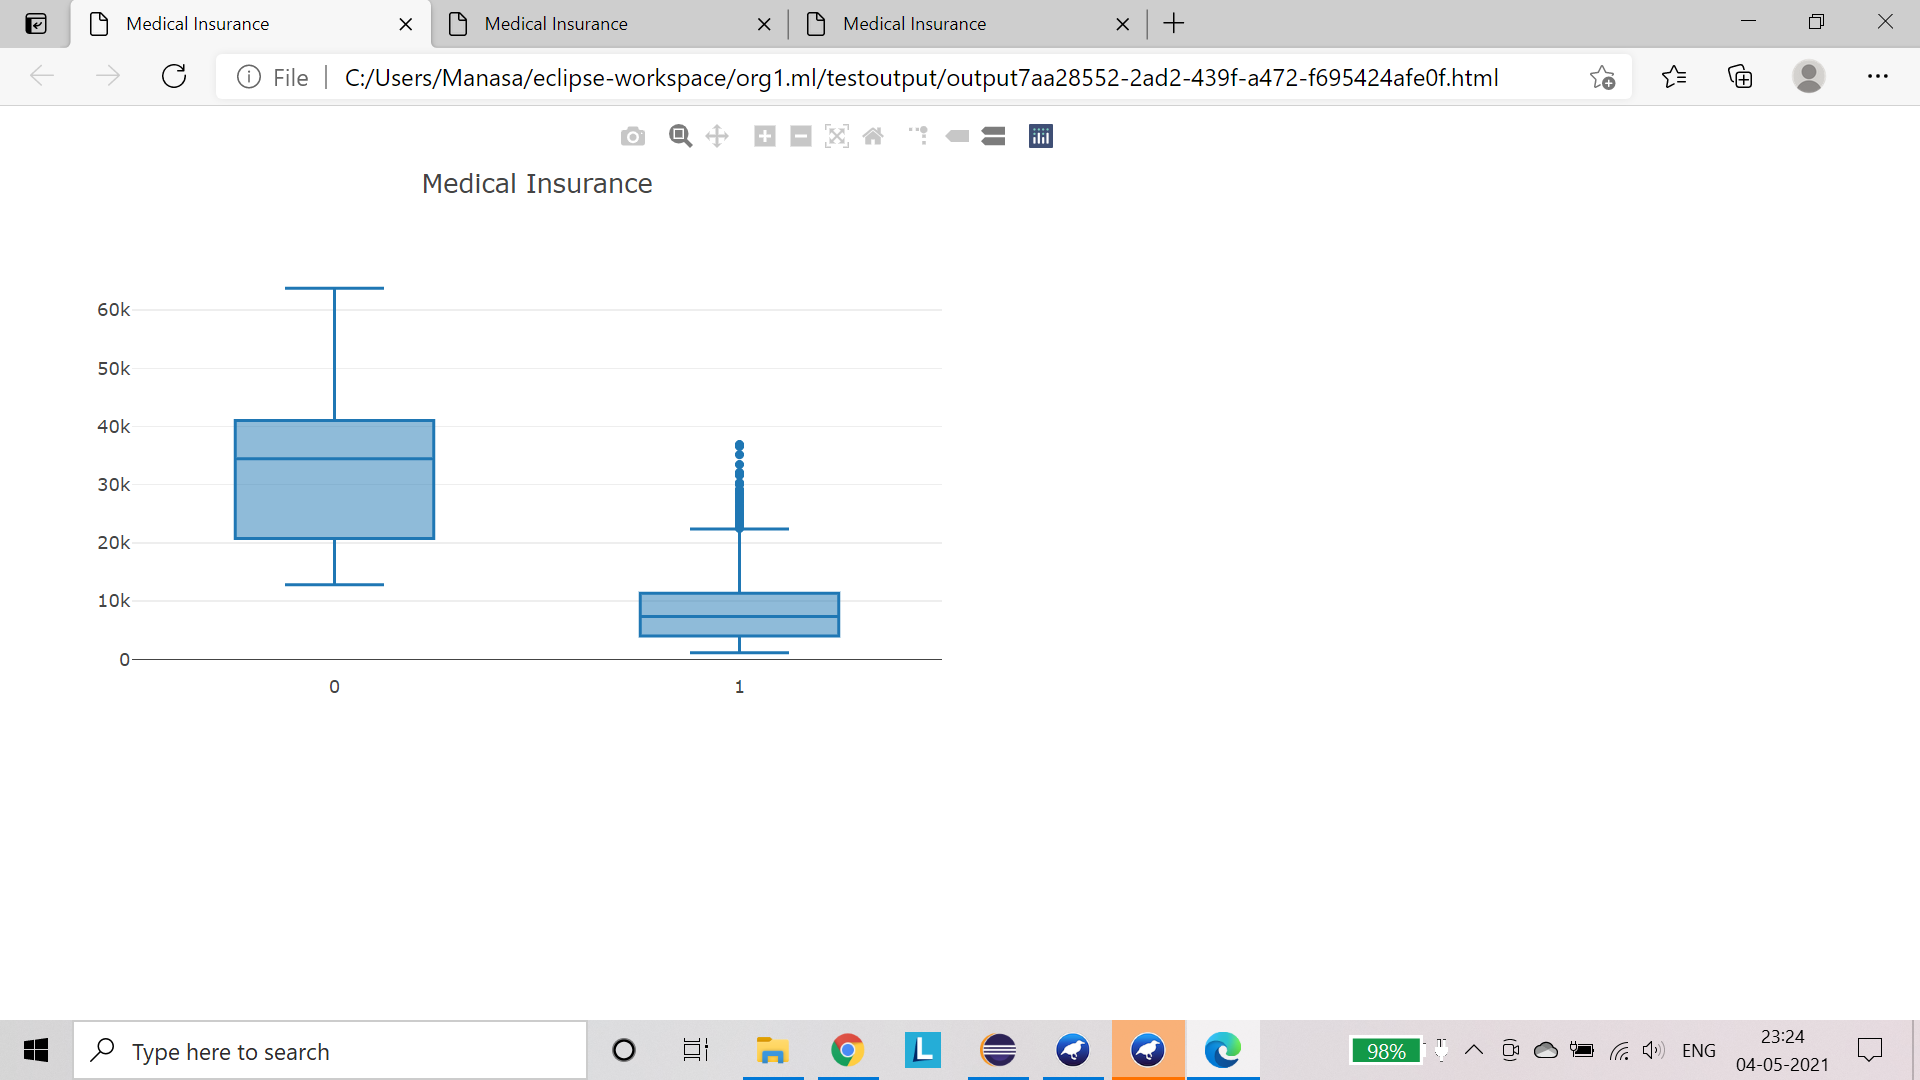 Medical Insurance
Medical Insurance
Medical Insurance
File
C:/Users/Manasa/eclipse-workspace/org1.ml/testoutput/output7aa28552-2ad2-439f-a472-f695424afe0f.html
Medical Insurance
60k
50k
40k
30k
20k
10k
0
0
1
Type here to search
L
98%
ENG
23:24
04-05-2021